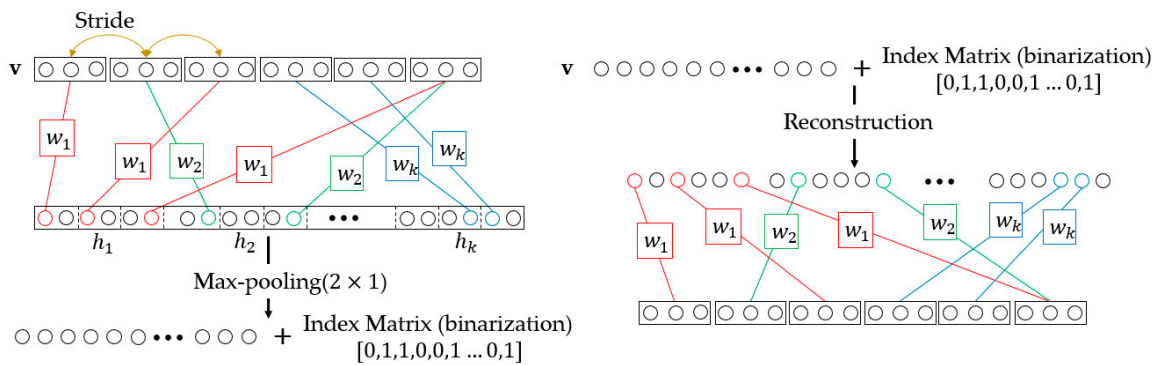 Stride
v
w₁
w₁
w₂
w₁
w₂
wₖ
wₖ
•••
h₁
h₂
hₖ
Max-pooling(2 × 1)
••• + Index Matrix (binarization)
[0,1,1,0,0,1 … 0,1]
v ••• + Index Matrix (binarization)
[0,1,1,0,0,1 … 0,1]
Reconstruction
•••
w₁
w₁
w₂
w₁
w₂
wₖ
wₖ